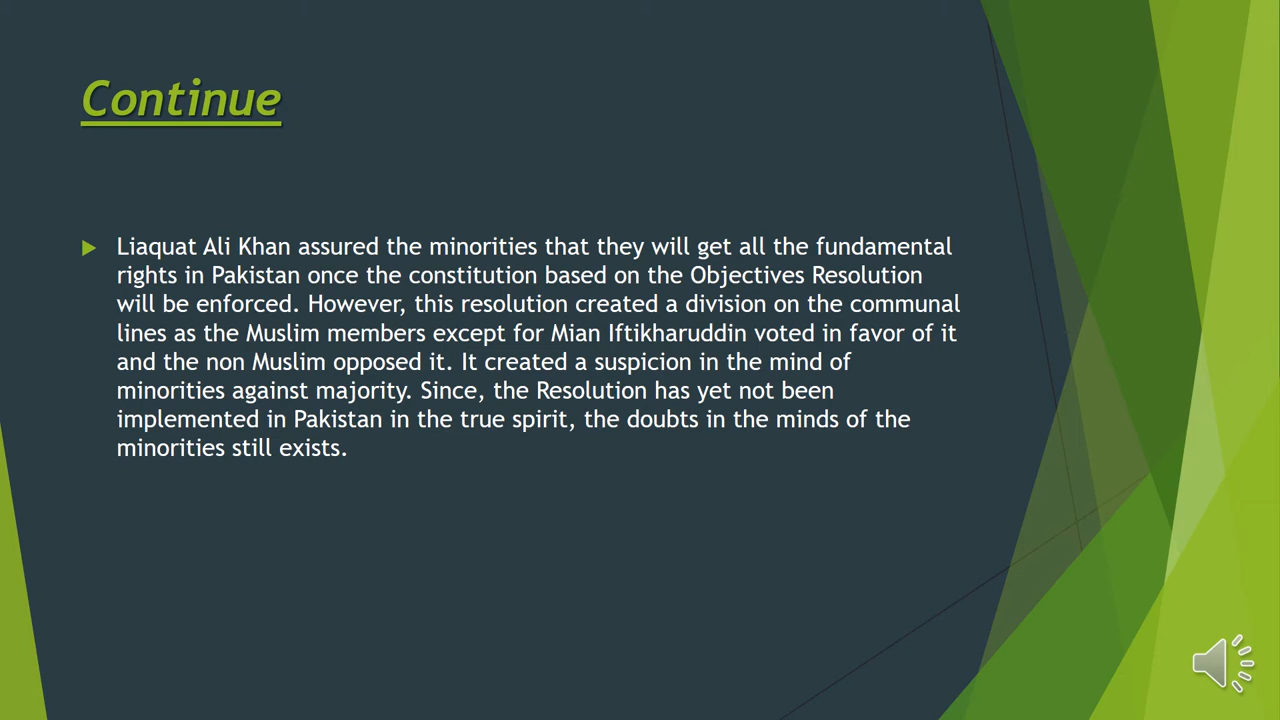 Continue
Liaquat Ali Khan assured the minorities that they will get all the fundamental
rights in Pakistan once the constitution based on the Objectives Resolution
will be enforced. However, this resolution created a division on the communal
lines as the Muslim members except for Mian Iftikharuddin voted in favor of it
and the non Muslim opposed it. It created a suspicion in the mind of
minorities against majority. Since, the Resolution has yet not been
implemented in Pakistan in the true spirit, the doubts in the minds of the
minorities still exists.